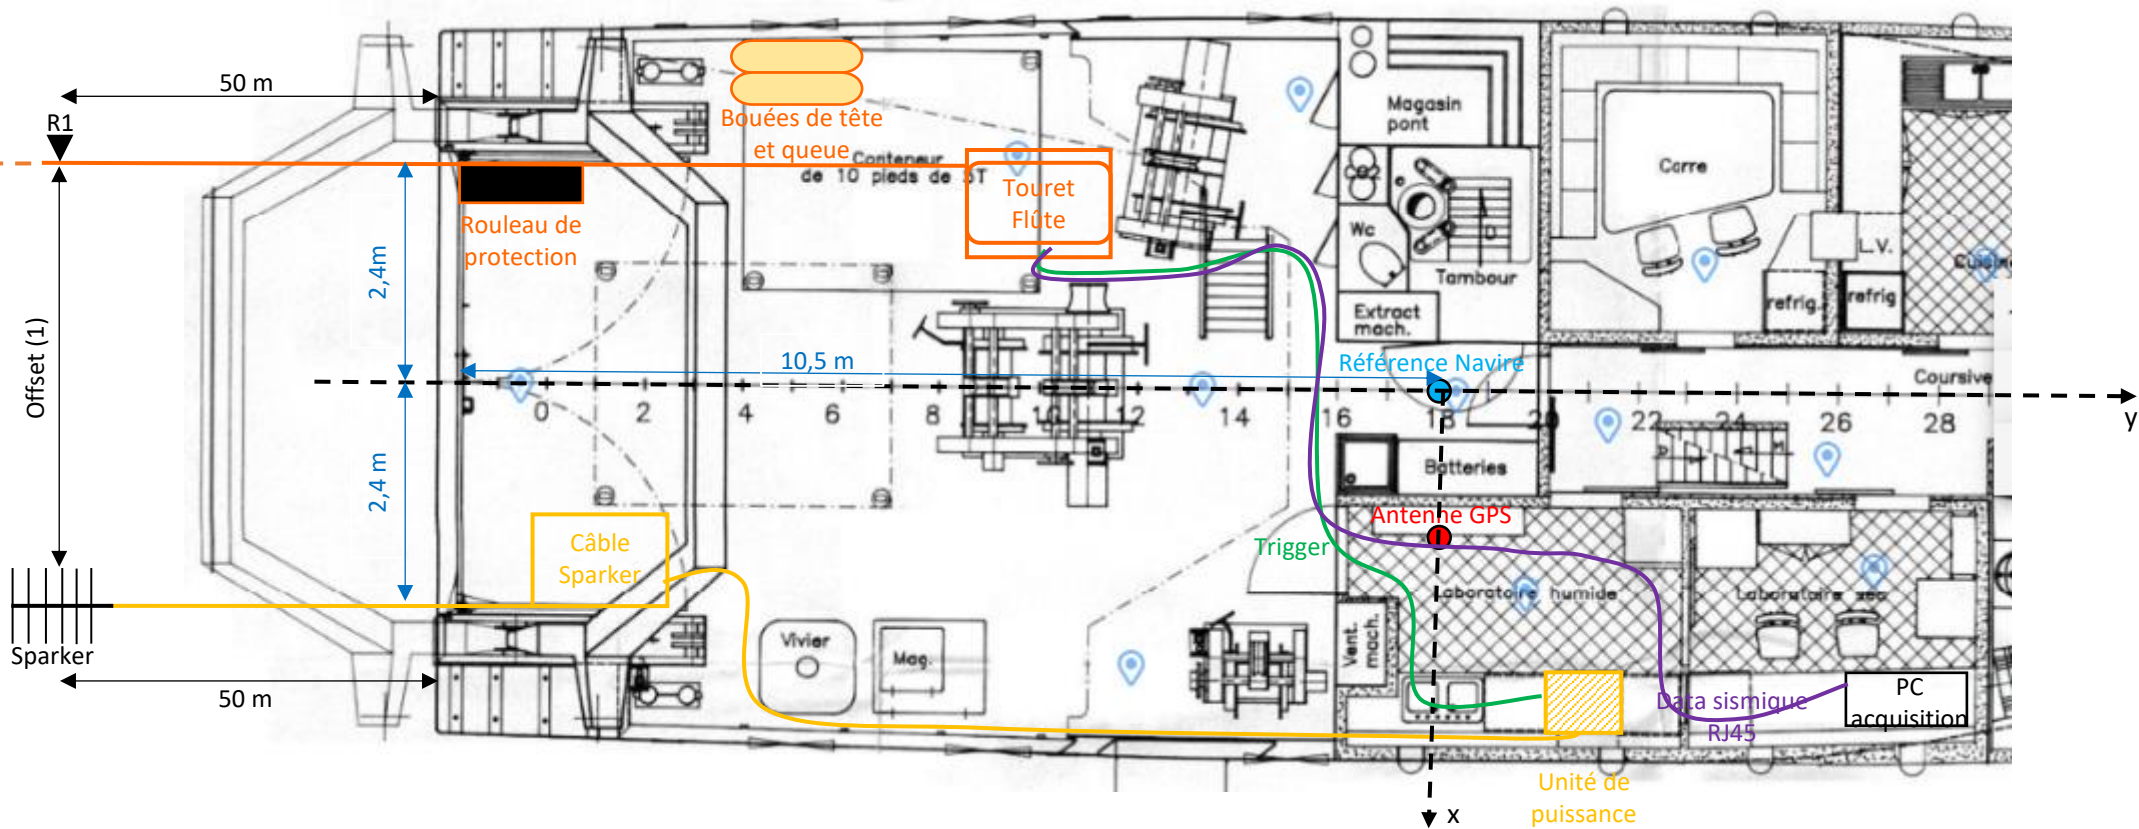 50 m
R1
Bouées de tête
et queue
Conteneur
de 10 pieds de 5T
Touret
Flûte
Rouleau de
protection
2,4m
Offset (1)
10,5 m
2,4 m
Magasin
pont
CO2
Wc
D
Tambour
Extract
mach.
Carre
L.V.
refrig.
refrig
Référence Navire
Coursive
0
2
4
6
8
10
12
14
16
18
20
22
24
26
28
y
Batteries
Antenne GPS
Trigger
Câble
Sparker
Laboratoire humide
Laboratoire sec
Sparker
50 m
Vivier
Mag.
Vent.
mach.
Data sismique
RJ45
PC
acquisition
Unité de
puissance
x